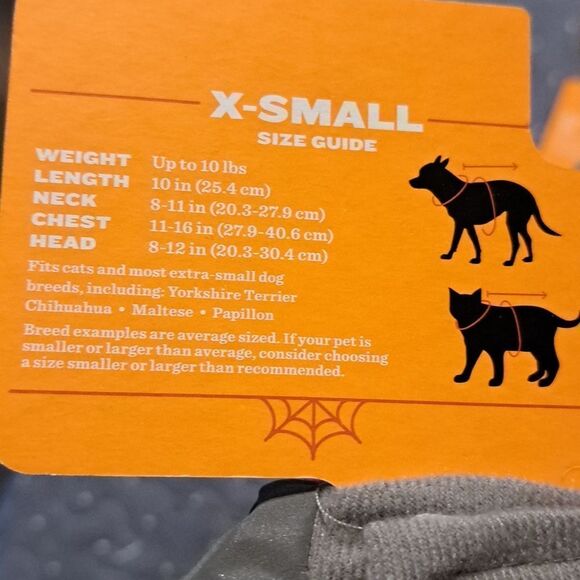 X-SMALL
SIZE GUIDE
WEIGHT Up to 10 lbs
LENGTH 10 in (25.4 cm)
NECK 8-11 in (20.3-27.9 cm)
CHEST 11-16 in (27.9-40.6 cm)
HEAD 8-12 in (20.3-30.4 cm)
Fits cats and most extra-small dog
breeds, including: Yorkshire Terrier
Chihuahua • Maltese • Papillon
Breed examples are average sized. If your pet is
smaller or larger than average, consider choosing
a size smaller or larger than recommended.